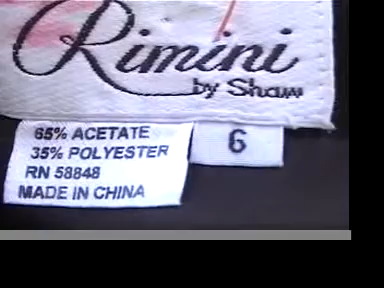 Rimini
by Shaw
65% ACETATE
35% POLYESTER
RN 58848
MADE IN CHINA
6